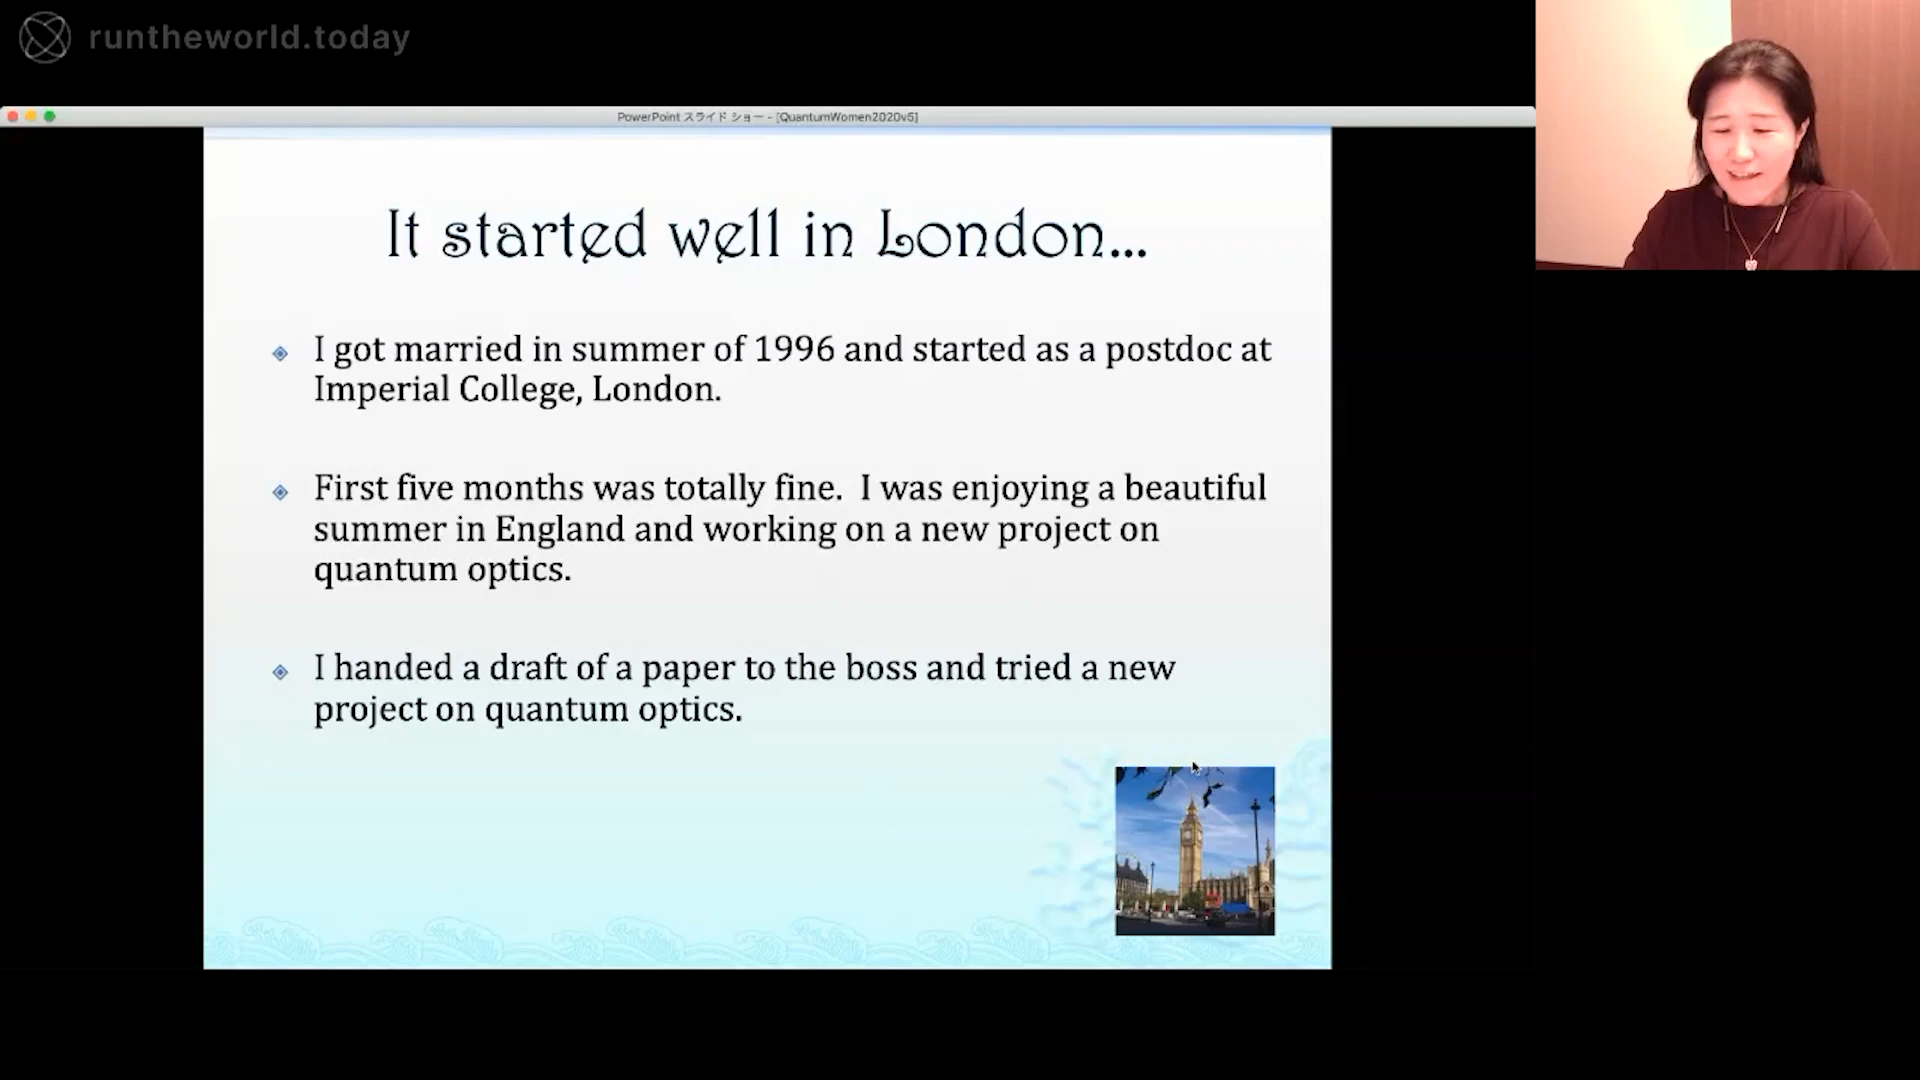 runtheworld.today
PowerPoint スライド ショー - [QuantumWomen2020v5]
It started well in London...
I got married in summer of 1996 and started as a postdoc at
Imperial College, London.
First five months was totally fine.  I was enjoying a beautiful
summer in England and working on a new project on
quantum optics.
I handed a draft of a paper to the boss and tried a new
project on quantum optics.